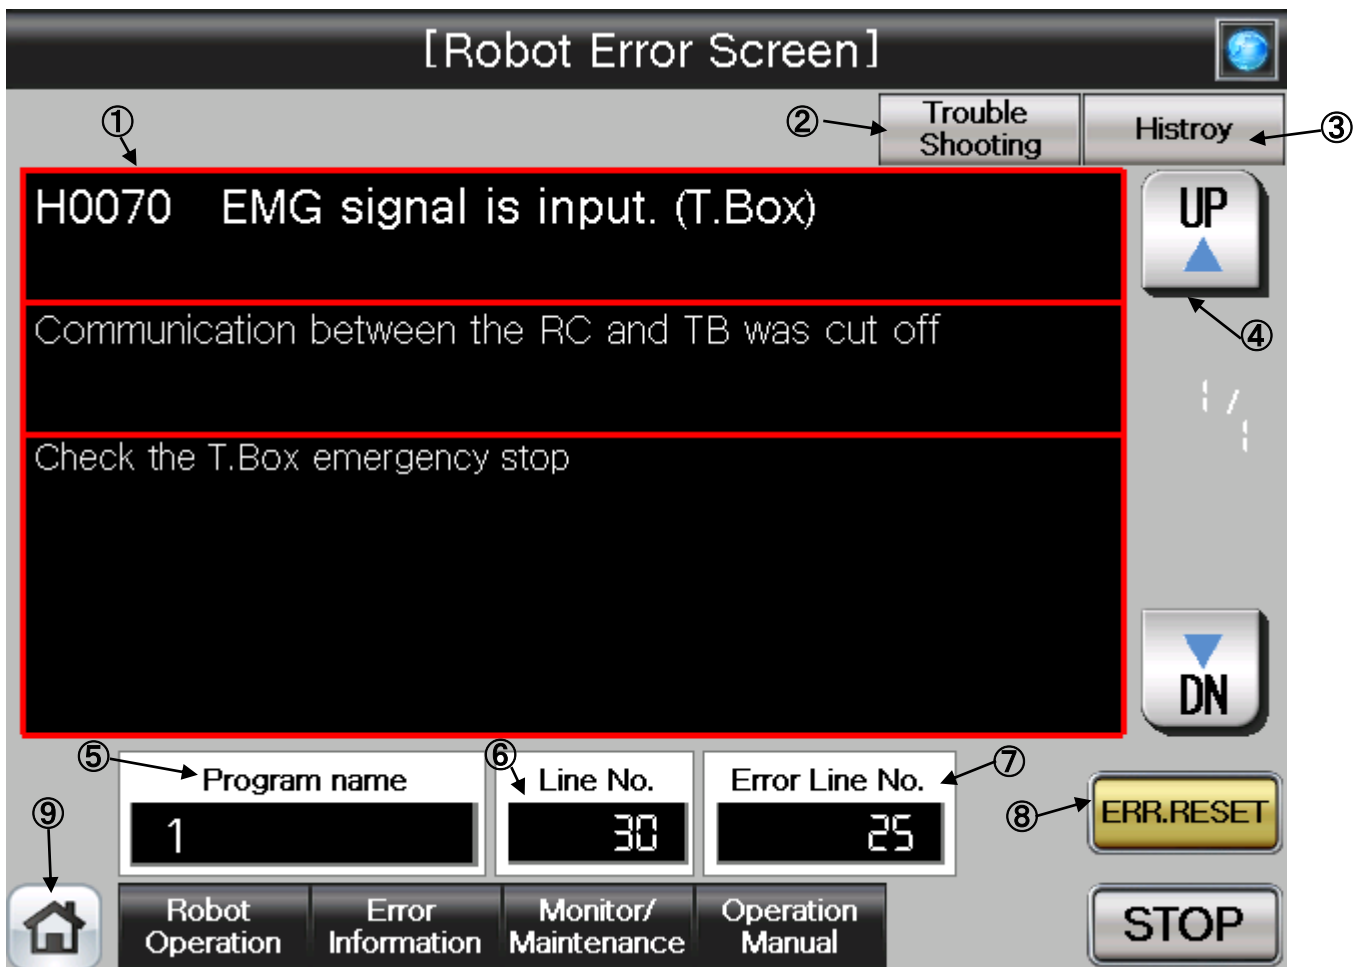 [Robot Error Screen]
①
②
Trouble
Shooting
Histroy
③
H0070 EMG signal is input. (T.Box)
UP
Communication between the RC and TB was cut off
④
1/
1
Check the T.Box emergency stop
DN
⑤
Program name
⑥
Line No.
Error Line No.
⑦
1
30
25
⑧
ERR.RESET
⑨
Robot
Operation
Error
Information
Monitor/
Maintenance
Operation
Manual
STOP